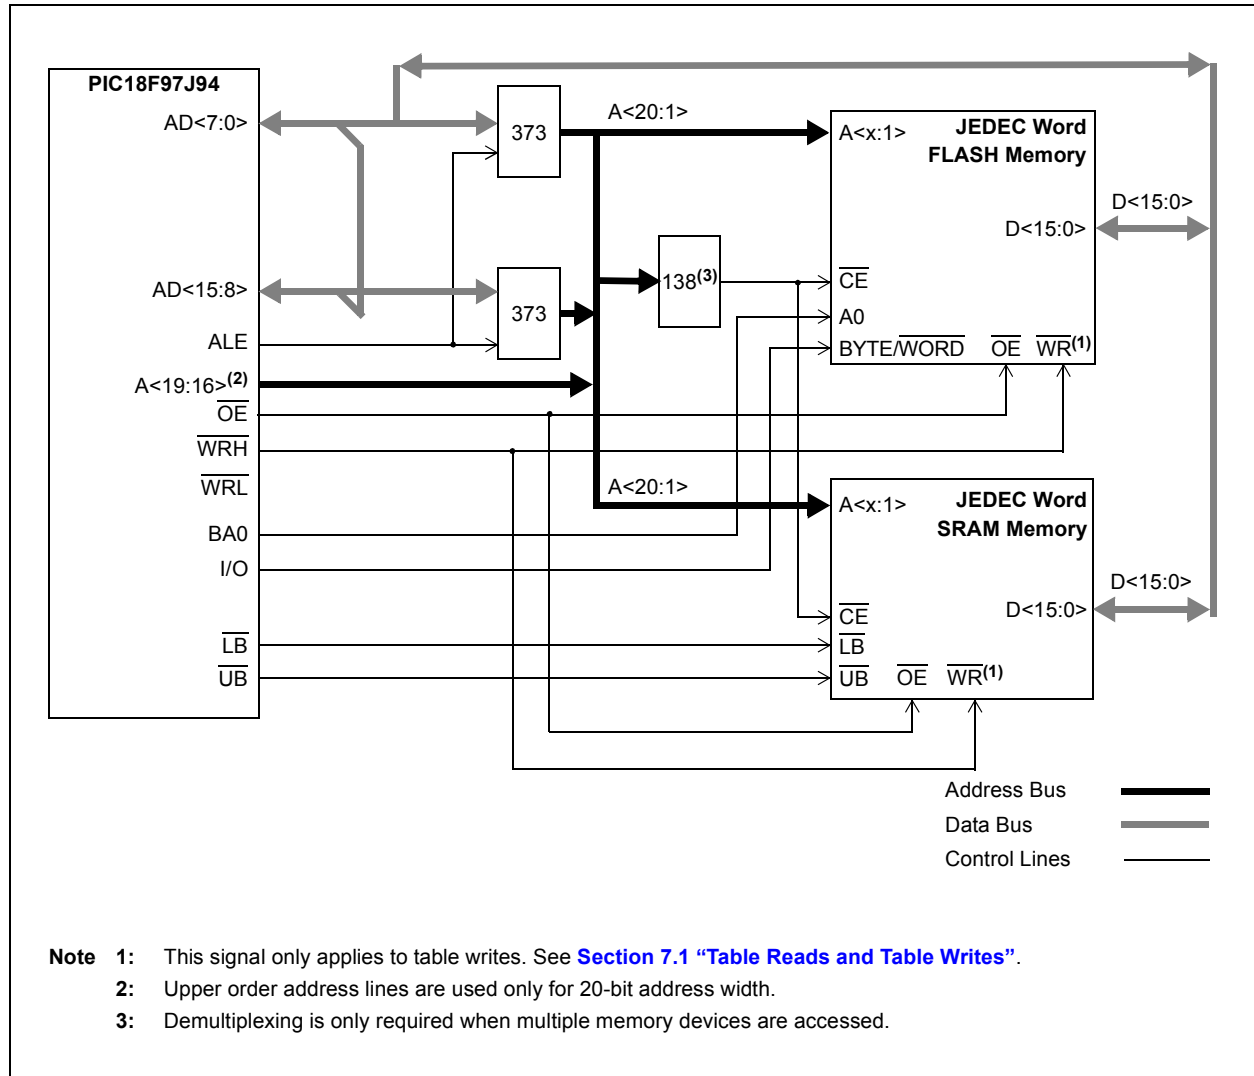 PIC18F97J94
AD<7:0>
AD<15:8>
ALE
A<19:16>(2)
OE
WRH
WRL
BA0
I/O
LB
UB
373
373
138(3)
A<20:1>
A<20:1>
A<x:1>
JEDEC Word
FLASH Memory
D<15:0>
CE
A0
BYTE/WORD OE WR(1)
D<15:0>
A<x:1>
JEDEC Word
SRAM Memory
D<15:0>
CE
LB
UB OE WR(1)
D<15:0>
Address Bus
Data Bus
Control Lines
Note 1: This signal only applies to table writes. See Section 7.1 “Table Reads and Table Writes”.
2: Upper order address lines are used only for 20-bit address width.
3: Demultiplexing is only required when multiple memory devices are accessed.